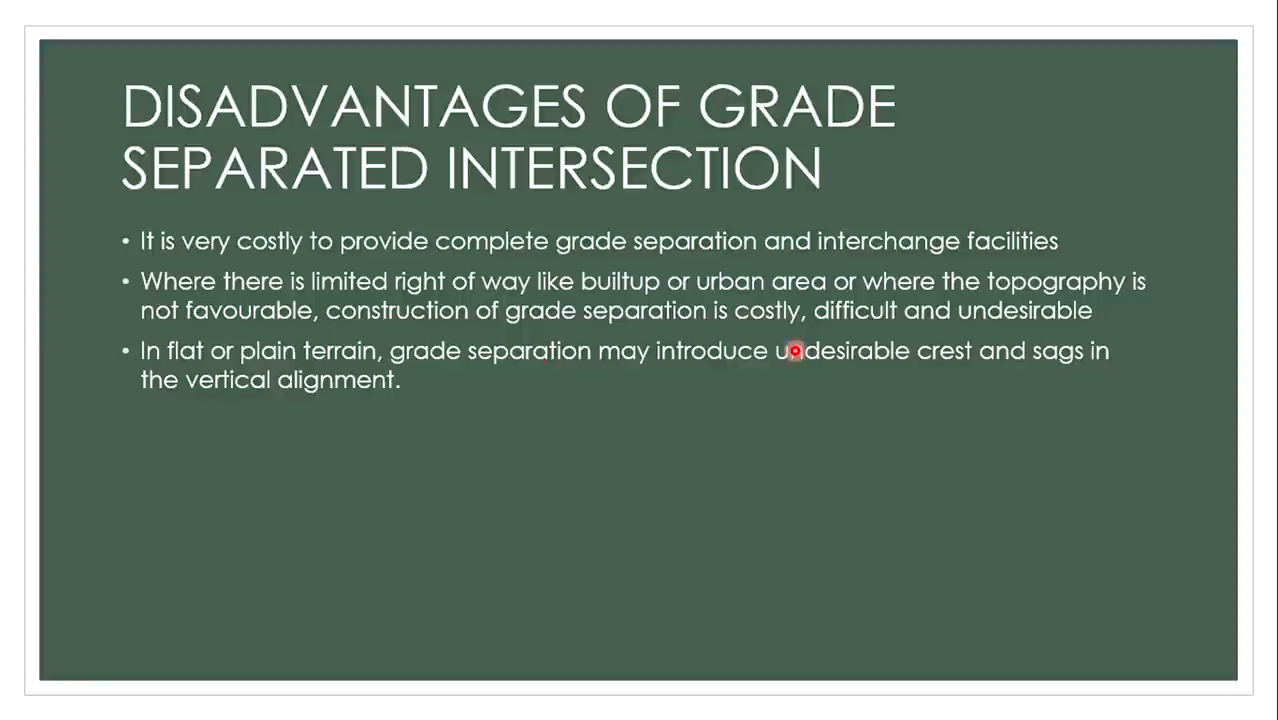 DISADVANTAGES OF GRADE
SEPARATED INTERSECTION
• It is very costly to provide complete grade separation and interchange facilities
• Where there is limited right of way like builtup or urban area or where the topography is
not favourable, construction of grade separation is costly, difficult and undesirable
• In flat or plain terrain, grade separation may introduce undesirable crest and sags in
the vertical alignment.